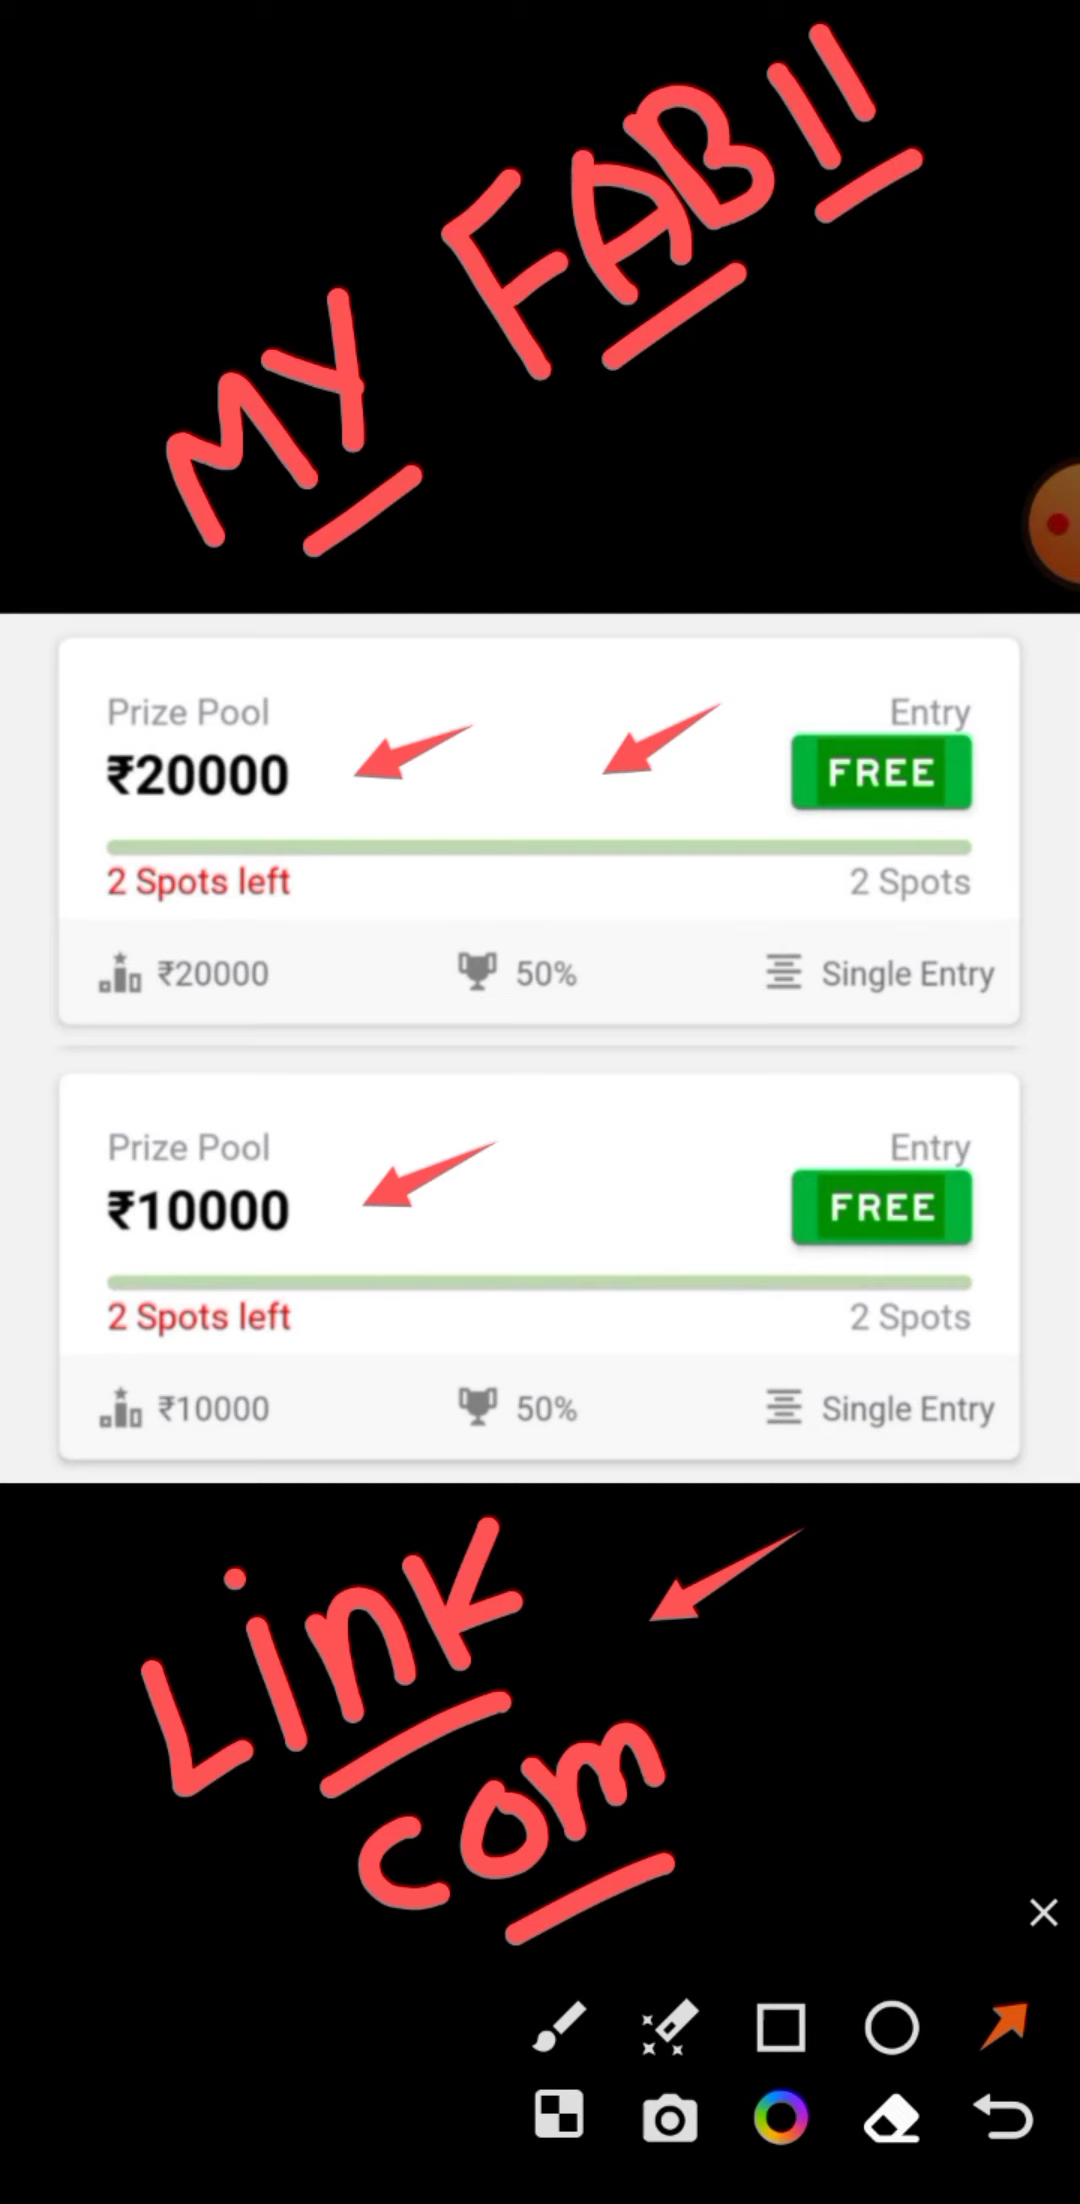 MY FAB!!
Prize Pool Entry
₹20000 FREE
2 Spots left 2 Spots
₹20000 50% Single Entry
Prize Pool Entry
₹10000 FREE
2 Spots left 2 Spots
₹10000 50% Single Entry
Link
com